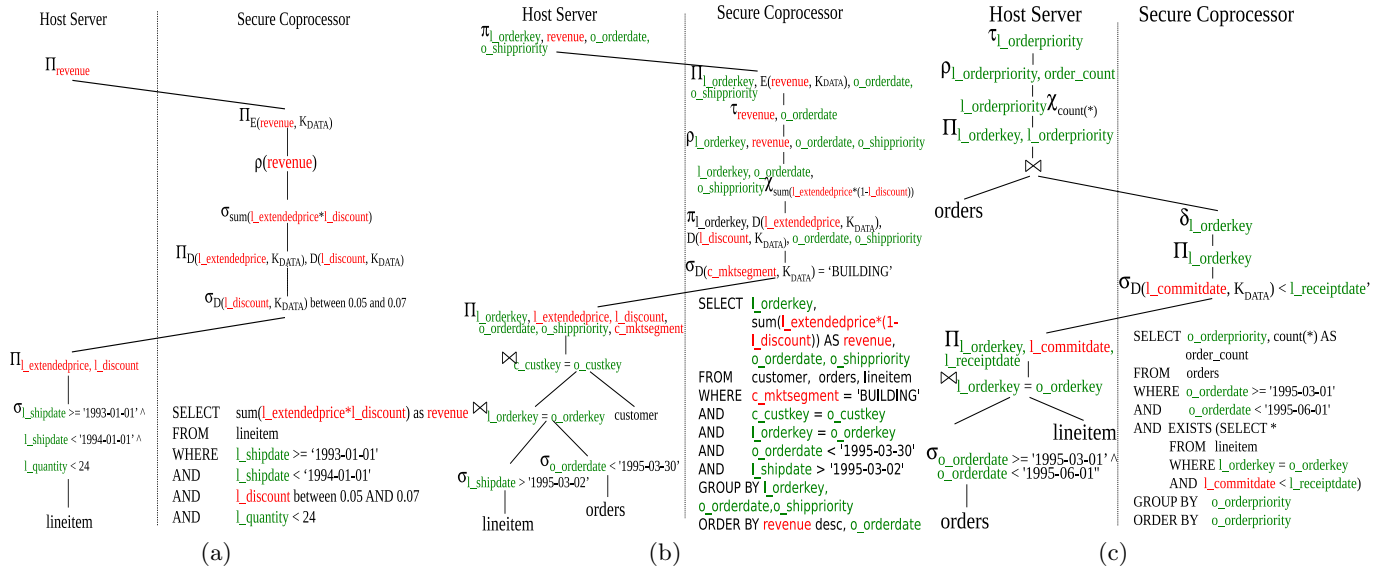 Host Server
Secure Coprocessor
Π revenue
Π E(revenue, K DATA)
ρ(revenue)
σ sum(l_extendedprice*l_discount)
Π D(l_extendedprice, K DATA), D(l_discount, K DATA)
σ D(l_discount, K DATA) between 0.05 and 0.07
Π l_extendedprice, l_discount
σ l_shipdate >= '1993-01-01' ^
l_shipdate < '1994-01-01' ^
l_quantity < 24
lineitem
SELECT sum(l_extendedprice*l_discount) as revenue
FROM lineitem
WHERE l_shipdate >= '1993-01-01'
AND l_shipdate < '1994-01-01'
AND l_discount between 0.05 AND 0.07
AND l_quantity < 24
(a)
Host Server
Secure Coprocessor
π l_orderkey, revenue, o_orderdate,
o_shippriority
Π l_orderkey, E(revenue, K DATA), o_orderdate,
o_shippriority
τ revenue, o_orderdate
ρ l_orderkey, revenue, o_orderdate, o_shippriority
l_orderkey, o_orderdate,
o_shippriority χ sum(l_extendedprice*(1-l_discount))
π l_orderkey, D(l_extendedprice, K DATA),
D(l_discount, K DATA), o_orderdate, o_shippriority
σ D(c_mktsegment, K DATA) = 'BUILDING'
Π l_orderkey, l_extendedprice, l_discount,
o_orderdate, o_shippriority, c_mktsegment
⋈ c_custkey = o_custkey
⋈ l_orderkey = o_orderkey
customer
σ o_orderdate < '1995-03-30'
σ l_shipdate > '1995-03-02'
lineitem
orders
SELECT l_orderkey,
sum(l_extendedprice*(1-
l_discount)) AS revenue,
o_orderdate, o_shippriority
FROM customer, orders, lineitem
WHERE c_mktsegment = 'BUILDING'
AND c_custkey = o_custkey
AND l_orderkey = o_orderkey
AND o_orderdate < '1995-03-30'
AND l_shipdate > '1995-03-02'
GROUP BY l_orderkey,
o_orderdate,o_shippriority
ORDER BY revenue desc, o_orderdate
(b)
Host Server
Secure Coprocessor
τ l_orderpriority
ρ l_orderpriority, order_count
l_orderpriority χ count(*)
Π l_orderkey, l_orderpriority
⋈
orders
δ l_orderkey
Π l_orderkey
σ D(l_commitdate, K DATA) < l_receiptdate'
Π l_orderkey, l_commitdate,
l_receiptdate
⋈ l_orderkey = o_orderkey
lineitem
σ o_orderdate >= '1995-03-01' ^
o_orderdate < '1995-06-01"
orders
SELECT o_orderpriority, count(*) AS
order_count
FROM orders
WHERE o_orderdate >= '1995-03-01'
AND o_orderdate < '1995-06-01'
AND EXISTS (SELECT *
FROM lineitem
WHERE l_orderkey = o_orderkey
AND l_commitdate < l_receiptdate)
GROUP BY o_orderpriority
ORDER BY o_orderpriority
(c)